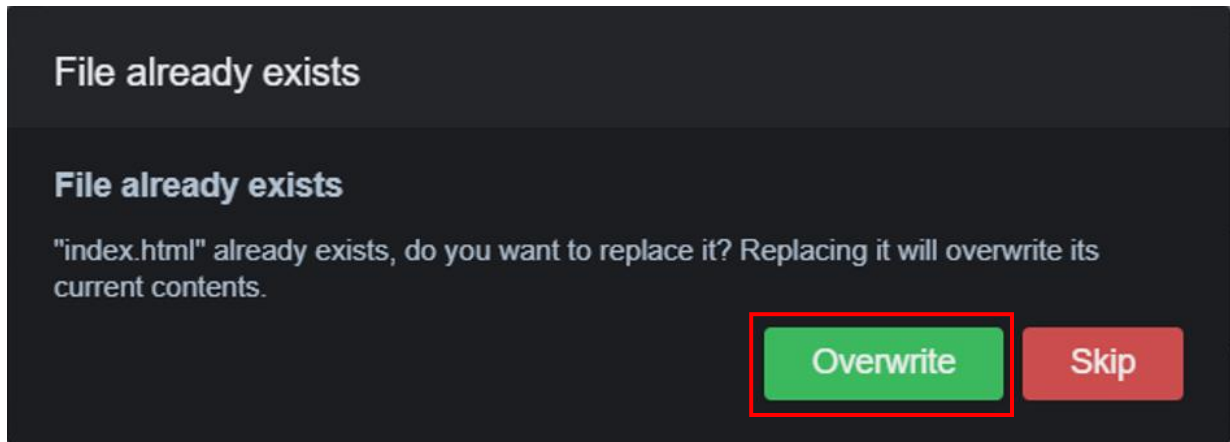 File already exists
File already exists
"index.html" already exists, do you want to replace it? Replacing it will overwrite its
current contents.
Overwrite Skip